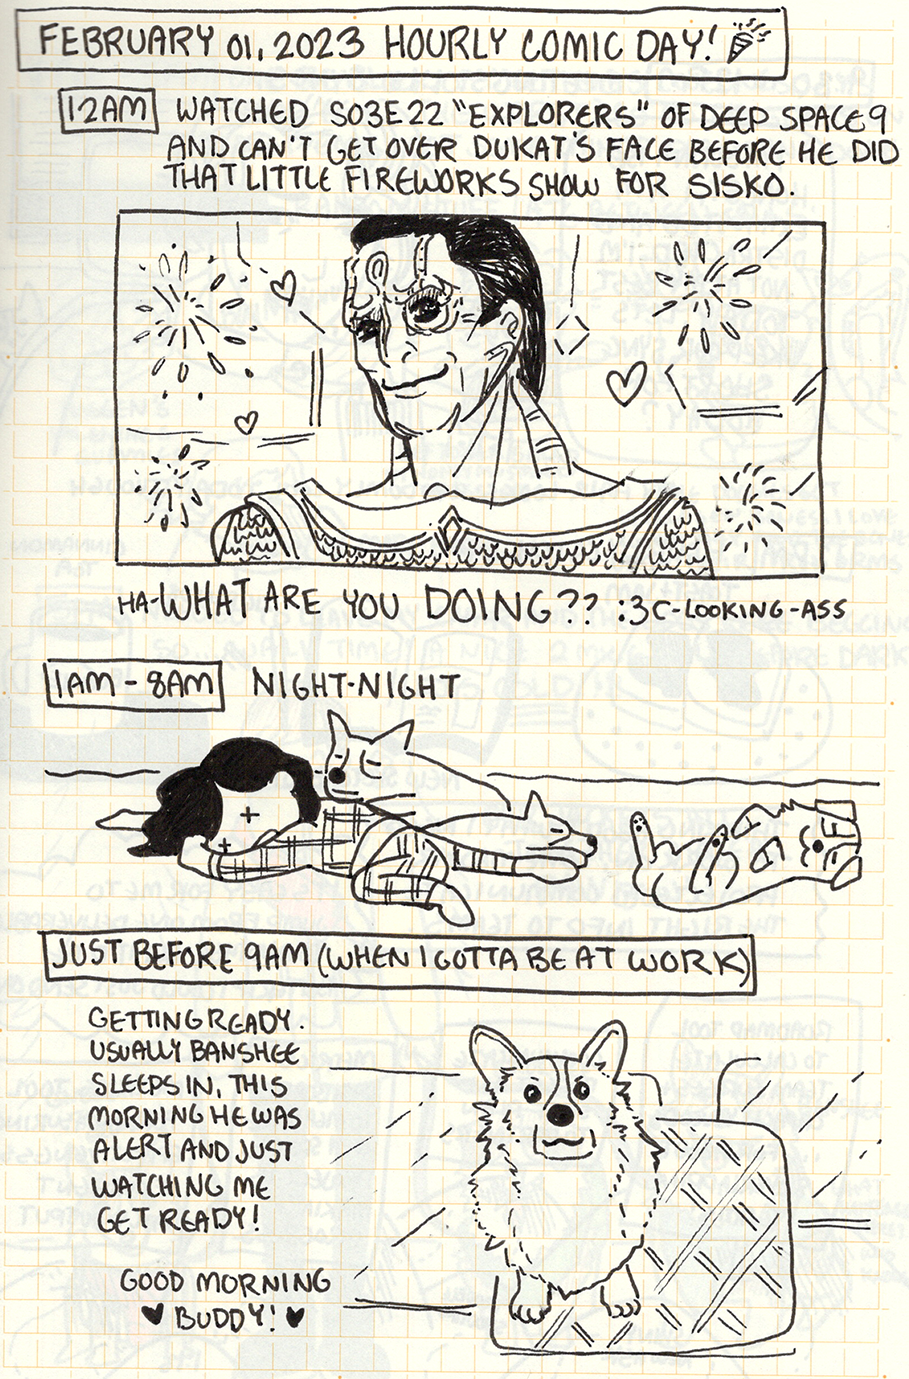 FEBRUARY 01, 2023 HOURLY COMIC DAY!
12AM WATCHED S03E22 "EXPLORERS" OF DEEP SPACE 9
AND CAN'T GET OVER DUKAT'S FACE BEFORE HE DID
THAT LITTLE FIREWORKS SHOW FOR SISKO.
HA-WHAT ARE YOU DOING?? :3C-LOOKING-ASS
1AM - 8AM NIGHT-NIGHT
JUST BEFORE 9AM (WHEN I GOTTA BE AT WORK)
GETTING READY.
USUALLY BANSHEE
SLEEPS IN, THIS
MORNING HE WAS
ALERT AND JUST
WATCHING ME
GET READY!
GOOD MORNING
♥ BUDDY! ♥